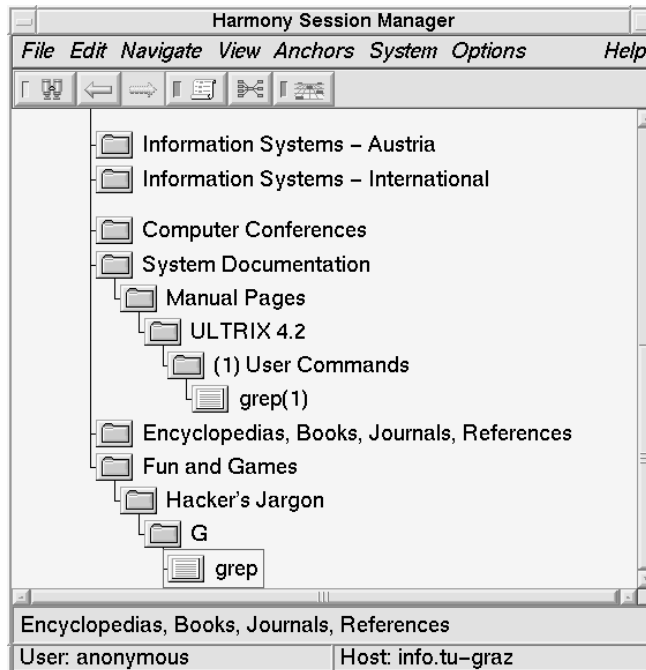 Harmony Session Manager
File Edit Navigate View Anchors System Options Help
Information Systems – Austria
Information Systems – International
Computer Conferences
System Documentation
Manual Pages
ULTRIX 4.2
(1) User Commands
grep(1)
Encyclopedias, Books, Journals, References
Fun and Games
Hacker's Jargon
G
grep
Encyclopedias, Books, Journals, References
User: anonymous Host: info.tu–graz